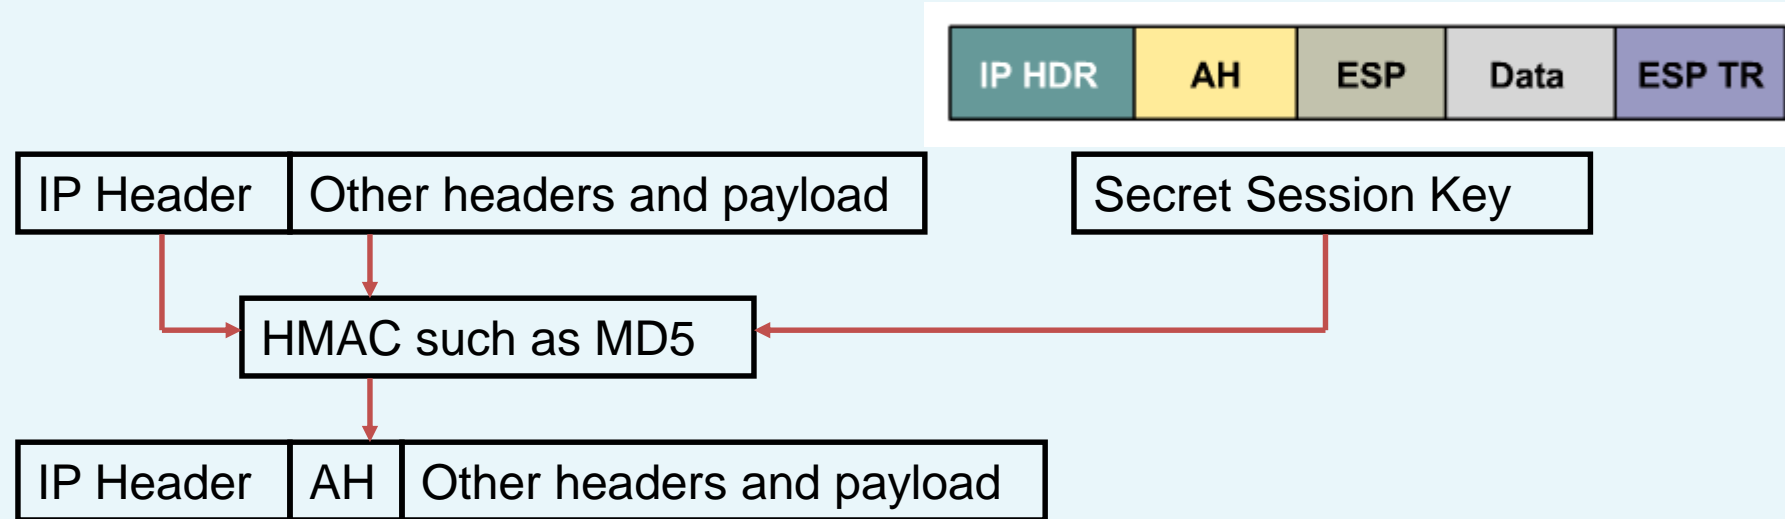 IP HDR AH ESP Data ESP TR
IP Header Other headers and payload Secret Session Key
HMAC such as MD5
IP Header AH Other headers and payload